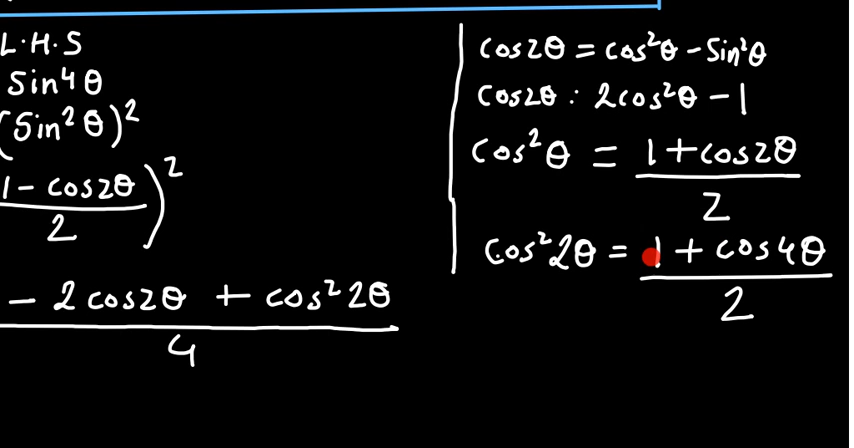 L.H.S
Sin⁴θ
(Sin²θ)²
1 - cos2θ)²
2
- 2cos2θ + cos²2θ
4
Cos2θ = cos²θ - Sin²θ
Cos2θ : 2cos²θ - 1
Cos²θ = 1 + cos2θ
2
Cos²2θ = 1 + cos4θ
2